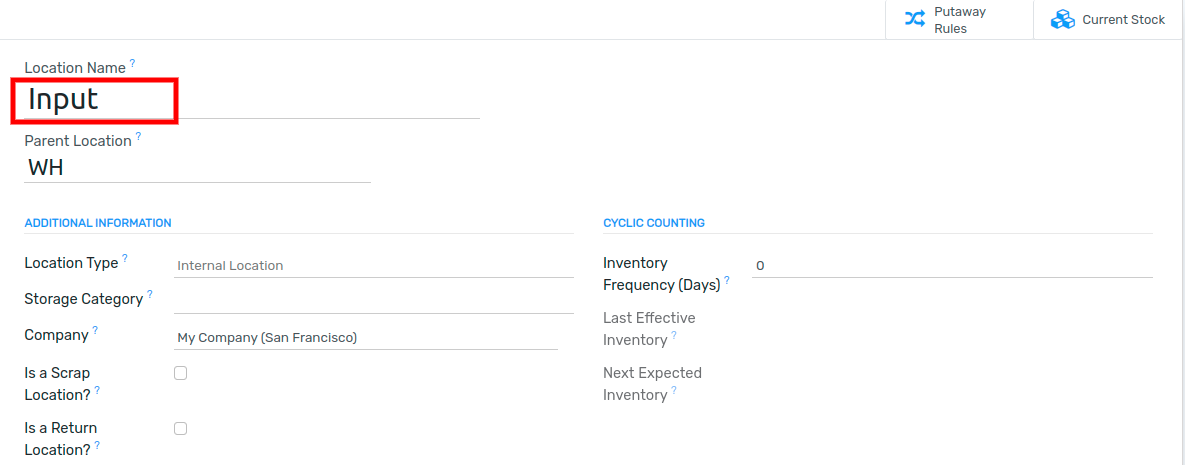 Putaway
Rules
Current Stock
Location Name ?
Input
Parent Location ?
WH
ADDITIONAL INFORMATION
Location Type ? Internal Location
Storage Category ?
Company ? My Company (San Francisco)
Is a Scrap
Location? ?
Is a Return
Location? ?
CYCLIC COUNTING
Inventory
Frequency (Days) ? 0
Last Effective
Inventory ?
Next Expected
Inventory ?